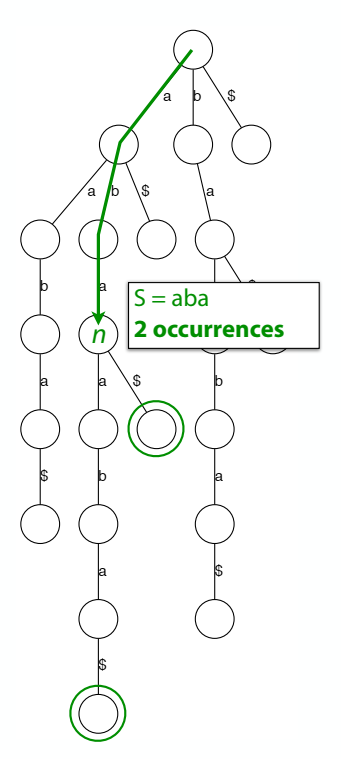 a b $
a b $ a
b a
S = aba
2 occurrences
n
a a $ b
$ b a
a $
$